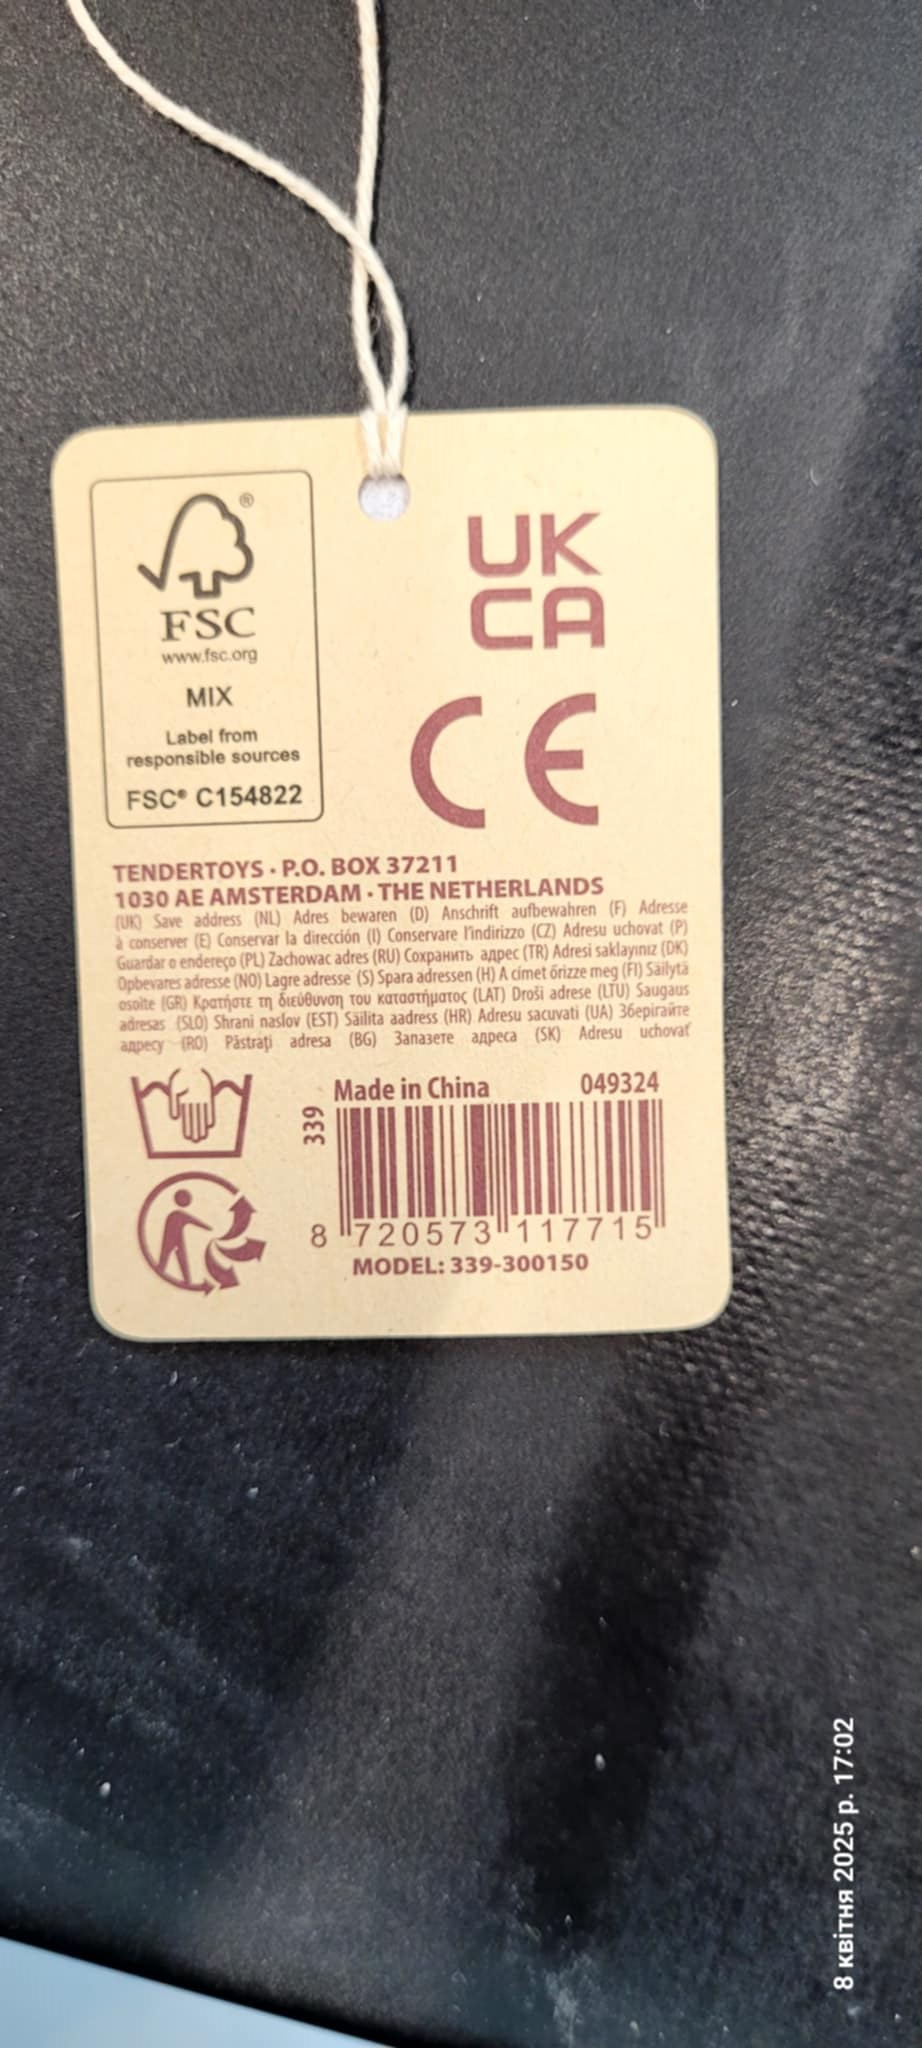 ®
FSC
www.fsc.org
MIX
Label from
responsible sources
FSC® C154822
UK
CA
CE
TENDERTOYS · P.O. BOX 37211
1030 AE AMSTERDAM · THE NETHERLANDS
(UK) Save address (NL) Adres bewaren (D) Anschrift aufbewahren (F) Adresse
à conserver (E) Conservar la dirección (I) Conservare l'indirizzo (CZ) Adresu uchovat (P)
Guardar o endereço (PL) Zachowac adres (RU) Сохранить адрес (TR) Adresi saklayınız (DK)
Opbevares adresse (NO) Lagre adresse (S) Spara adressen (H) A címet őrizze meg (FI) Säilytä
osoite (GR) Κρατήστε τη διεύθυνση του καταστήματος (LAT) Droši adrese (LTU) Saugaus
adresas (SLO) Shrani naslov (EST) Säilita aadress (HR) Adresu sacuvati (UA) Зберігайте
адресу (RO) Păstrați adresa (BG) Запазете адреса (SK) Adresu uchovať
Made in China 049324
339
8 720573 117715
MODEL: 339-300150
8 квітня 2025 р. 17:02